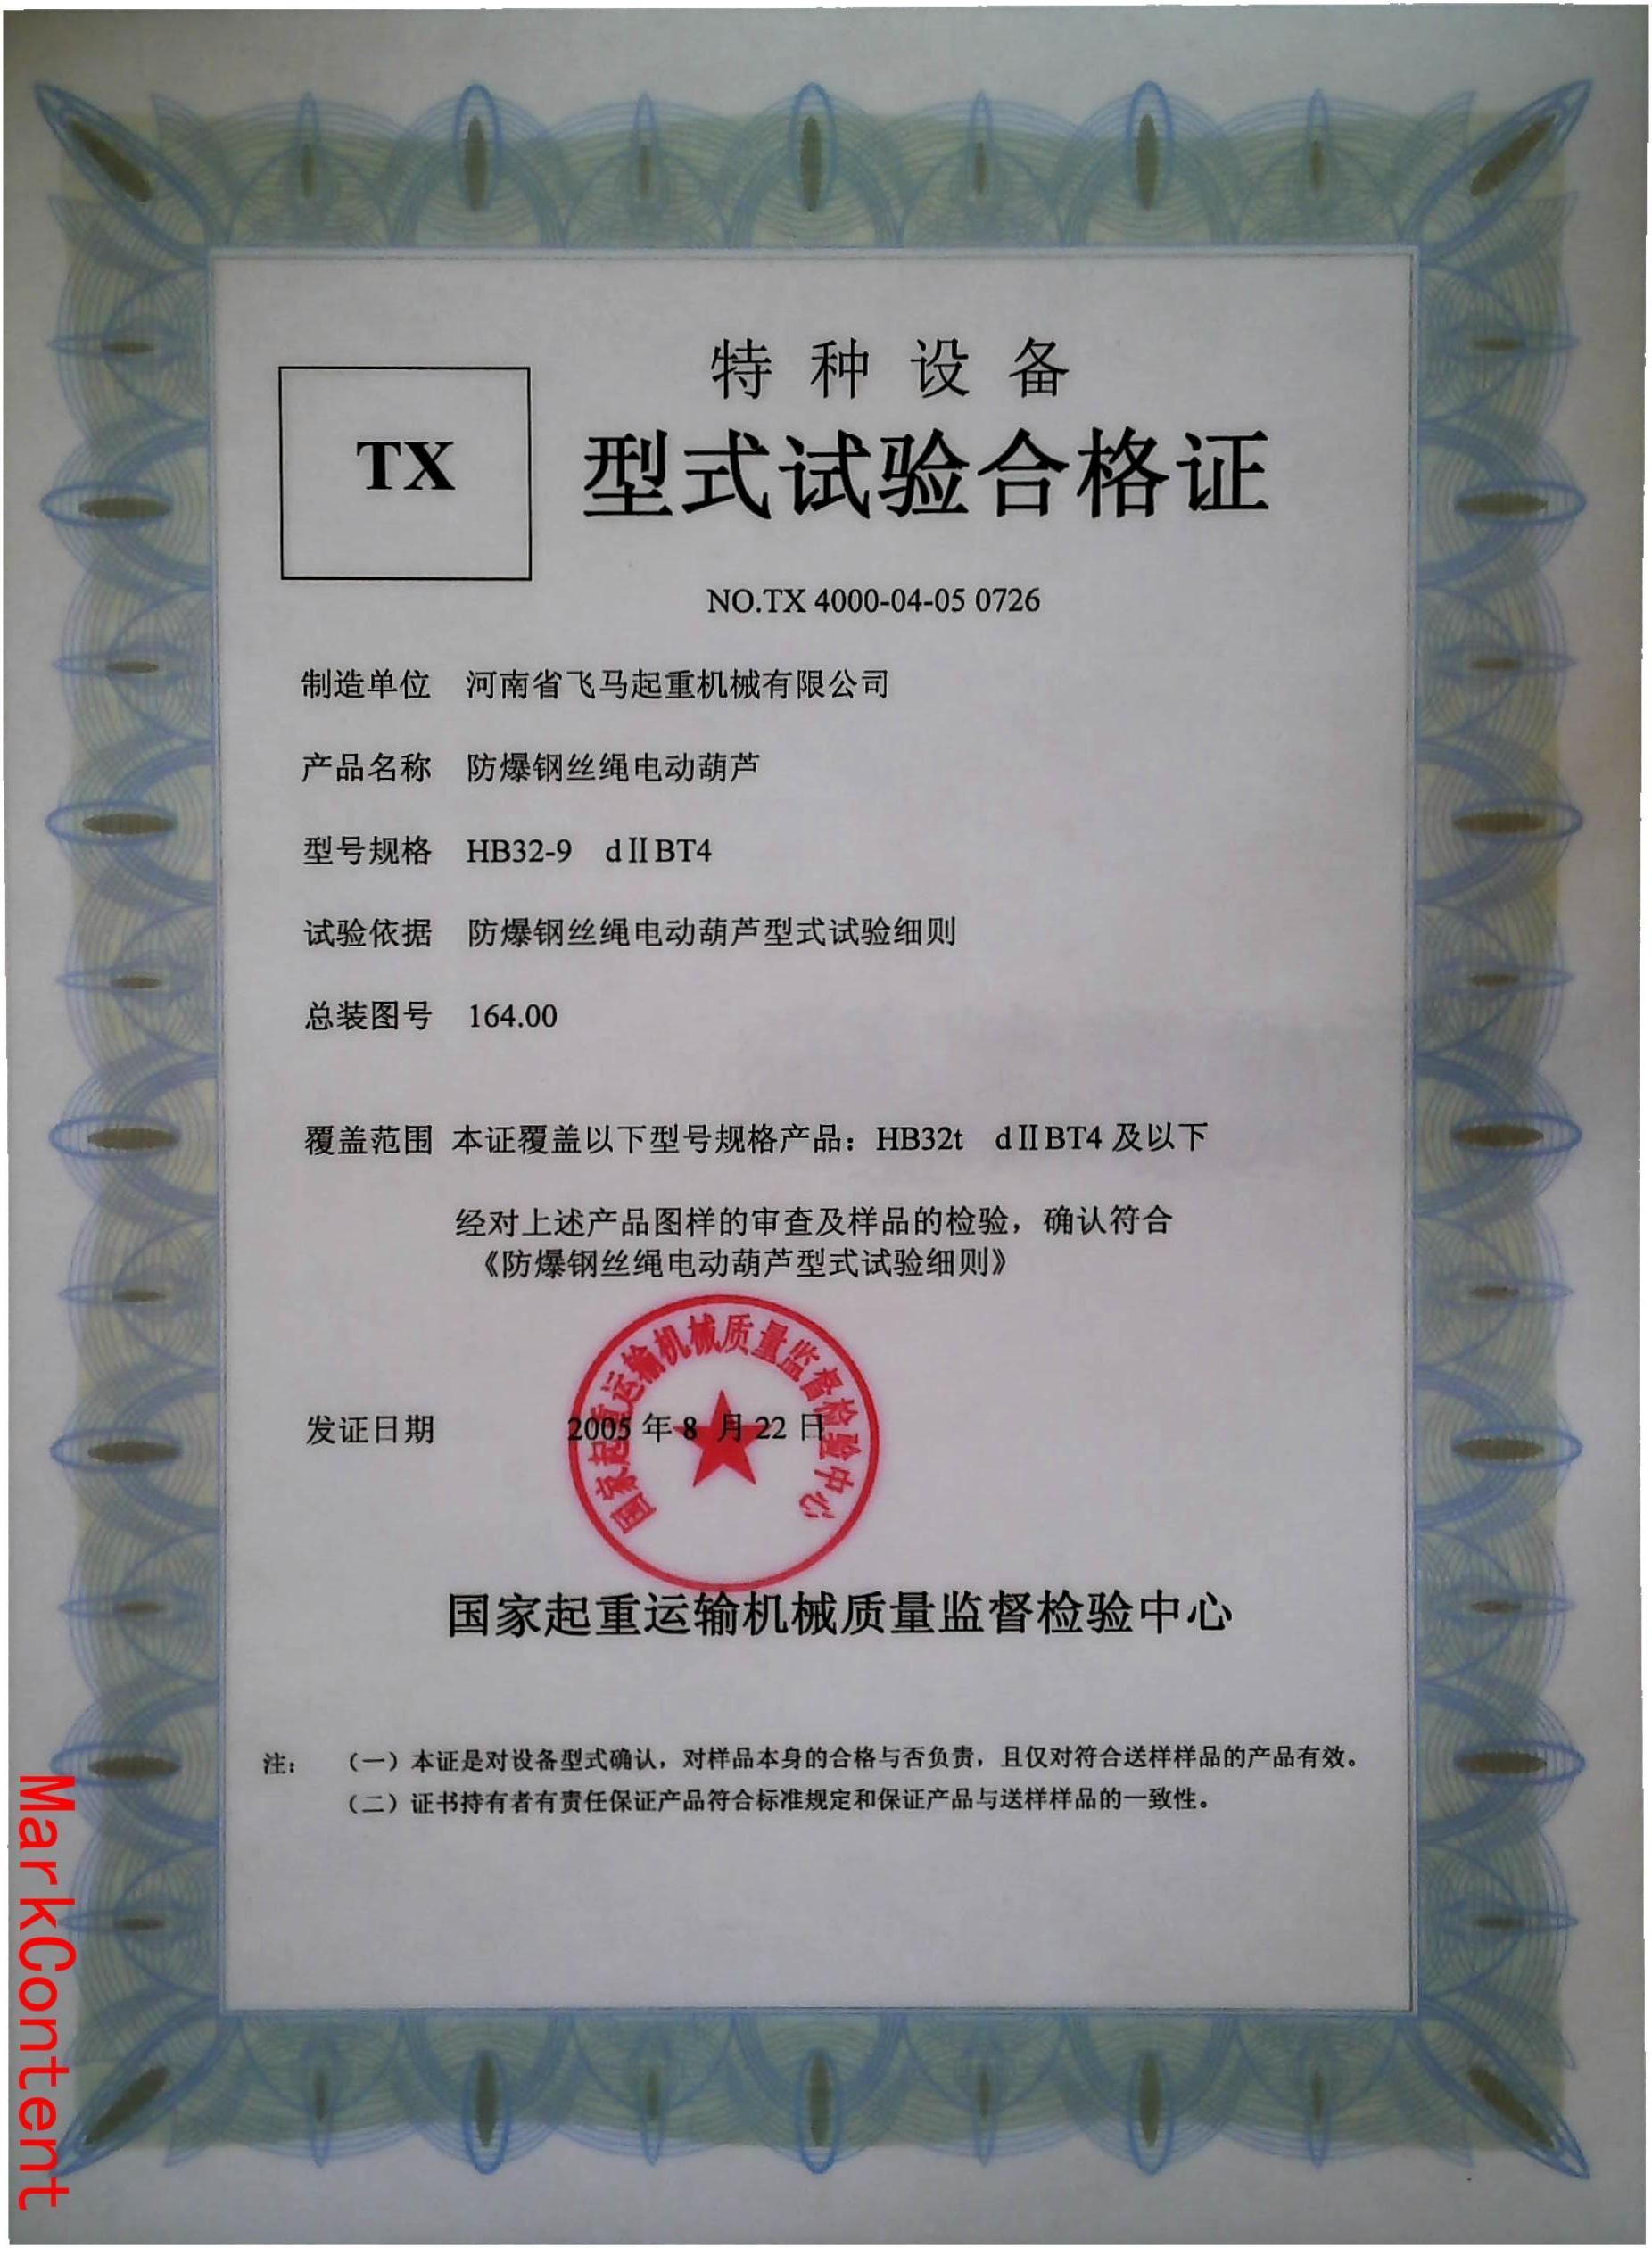 特种设备
TX
型式试验合格证
NO.TX 4000-04-05 0726
制造单位 河南省飞马起重机械有限公司
产品名称 防爆钢丝绳电动葫芦
型号规格 HB32-9 dⅡBT4
试验依据 防爆钢丝绳电动葫芦型式试验细则
总装图号 164.00
覆盖范围 本证覆盖以下型号规格产品：HB32t dⅡBT4及以下
经对上述产品图样的审查及样品的检验，确认符合
《防爆钢丝绳电动葫芦型式试验细则》
国家起重运输机械质量监督检验中心
发证日期 2005年8月22日
国家起重运输机械质量监督检验中心
注： （一）本证是对设备型式确认，对样品本身的合格与否负责，且仅对符合送样样品的产品有效。
（二）证书持有者有责任保证产品符合标准规定和保证产品与送样样品的一致性。
MarkContent